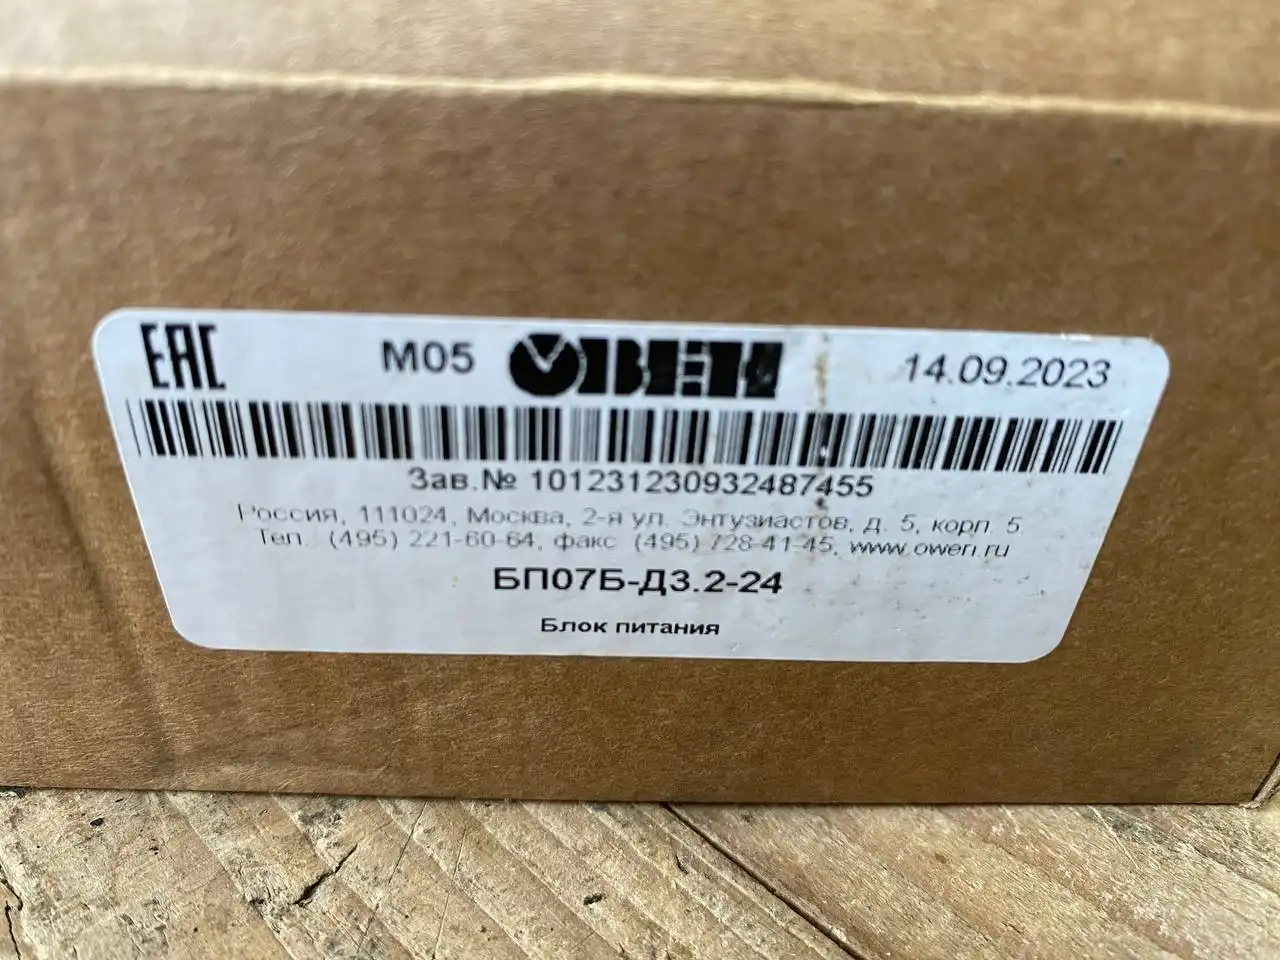 EAC М05 ОВЕН 14.09.2023
Зав.№ 101231230932487455
Россия, 111024, Москва, 2-я ул. Энтузиастов, д. 5, корп. 5
Тел.: (495) 221-60-64, факс (495) 728-41-45, www.owen.ru
БП07Б-Д3.2-24
Блок питания